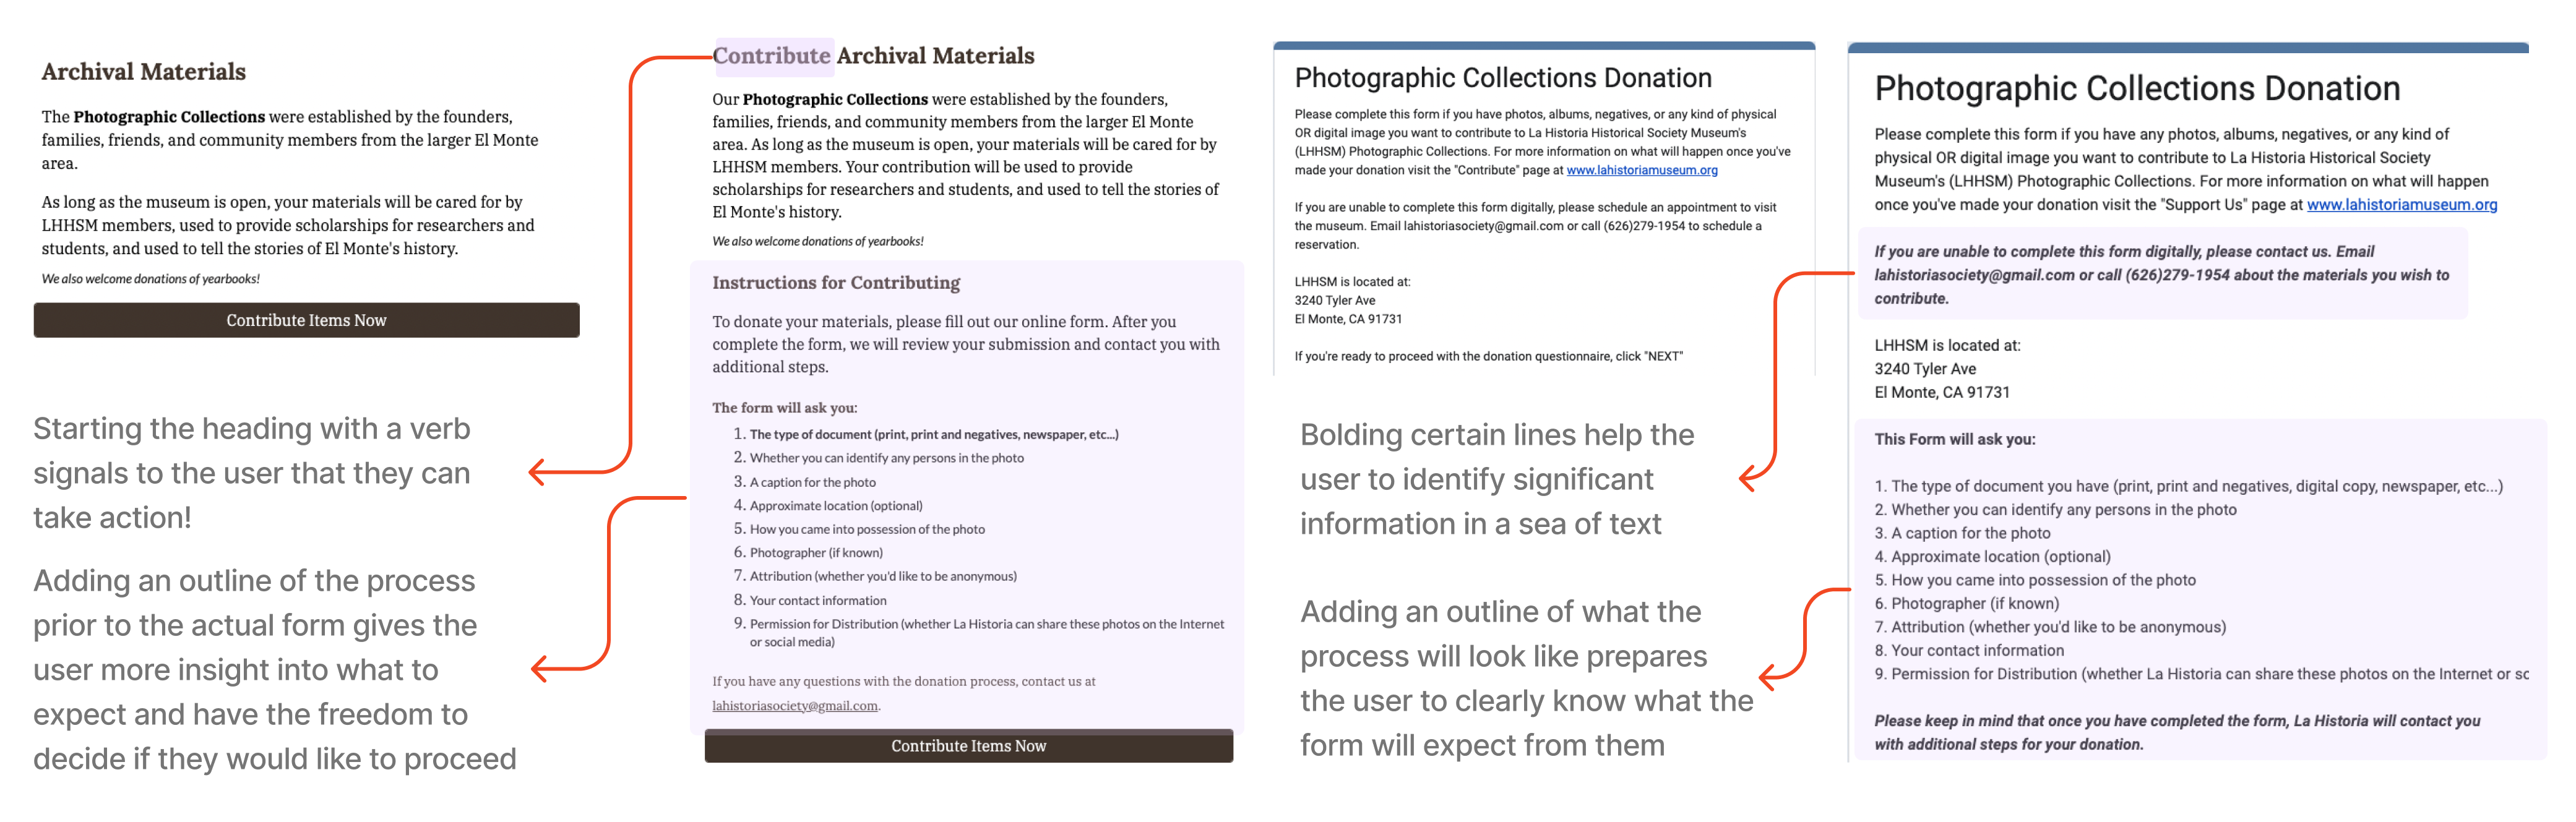 Archival Materials
The Photographic Collections were established by the founders,
families, friends, and community members from the larger El Monte
area.
As long as the museum is open, your materials will be cared for by
LHHSM members, used to provide scholarships for researchers and
students, and used to tell the stories of El Monte's history.
We also welcome donations of yearbooks!
Contribute Items Now
Starting the heading with a verb
signals to the user that they can
take action!
Adding an outline of the process
prior to the actual form gives the
user more insight into what to
expect and have the freedom to
decide if they would like to proceed
Contribute Archival Materials
Our Photographic Collections were established by the founders,
families, friends, and community members from the larger El Monte
area. As long as the museum is open, your materials will be cared for by
LHHSM members. Your contribution will be used to provide
scholarships for researchers and students, and used to tell the stories of
El Monte's history.
We also welcome donations of yearbooks!
Instructions for Contributing
To donate your materials, please fill out our online form. After you
complete the form, we will review your submission and contact you with
additional steps.
The form will ask you:
1. The type of document (print, print and negatives, newspaper, etc...)
2. Whether you can identify any persons in the photo
3. A caption for the photo
4. Approximate location (optional)
5. How you came into possession of the photo
6. Photographer (if known)
7. Attribution (whether you'd like to be anonymous)
8. Your contact information
9. Permission for Distribution (whether La Historia can share these photos on the Internet
or social media)
If you have any questions with the donation process, contact us at
lahistoriasociety@gmail.com.
Contribute Items Now
Photographic Collections Donation
Please complete this form if you have photos, albums, negatives, or any kind of physical
OR digital image you want to contribute to La Historia Historical Society Museum's
(LHHSM) Photographic Collections. For more information on what will happen once you've
made your donation visit the "Contribute" page at www.lahistoriamuseum.org
If you are unable to complete this form digitally, please schedule an appointment to visit
the museum. Email lahistoriasociety@gmail.com or call (626)279-1954 to schedule a
reservation.
LHHSM is located at:
3240 Tyler Ave
El Monte, CA 91731
If you're ready to proceed with the donation questionnaire, click "NEXT"
Bolding certain lines help the
user to identify significant
information in a sea of text
Adding an outline of what the
process will look like prepares
the user to clearly know what the
form will expect from them
Photographic Collections Donation
Please complete this form if you have any photos, albums, negatives, or any kind of
physical OR digital image you want to contribute to La Historia Historical Society
Museum's (LHHSM) Photographic Collections. For more information on what will happen
once you've made your donation visit the "Support Us" page at www.lahistoriamuseum.org
If you are unable to complete this form digitally, please contact us. Email
lahistoriasociety@gmail.com or call (626)279-1954 about the materials you wish to
contribute.
LHHSM is located at:
3240 Tyler Ave
El Monte, CA 91731
This Form will ask you:
1. The type of document you have (print, print and negatives, digital copy, newspaper, etc...)
2. Whether you can identify any persons in the photo
3. A caption for the photo
4. Approximate location (optional)
5. How you came into possession of the photo
6. Photographer (if known)
7. Attribution (whether you'd like to be anonymous)
8. Your contact information
9. Permission for Distribution (whether La Historia can share these photos on the Internet or sc
Please keep in mind that once you have completed the form, La Historia will contact you
with additional steps for your donation.